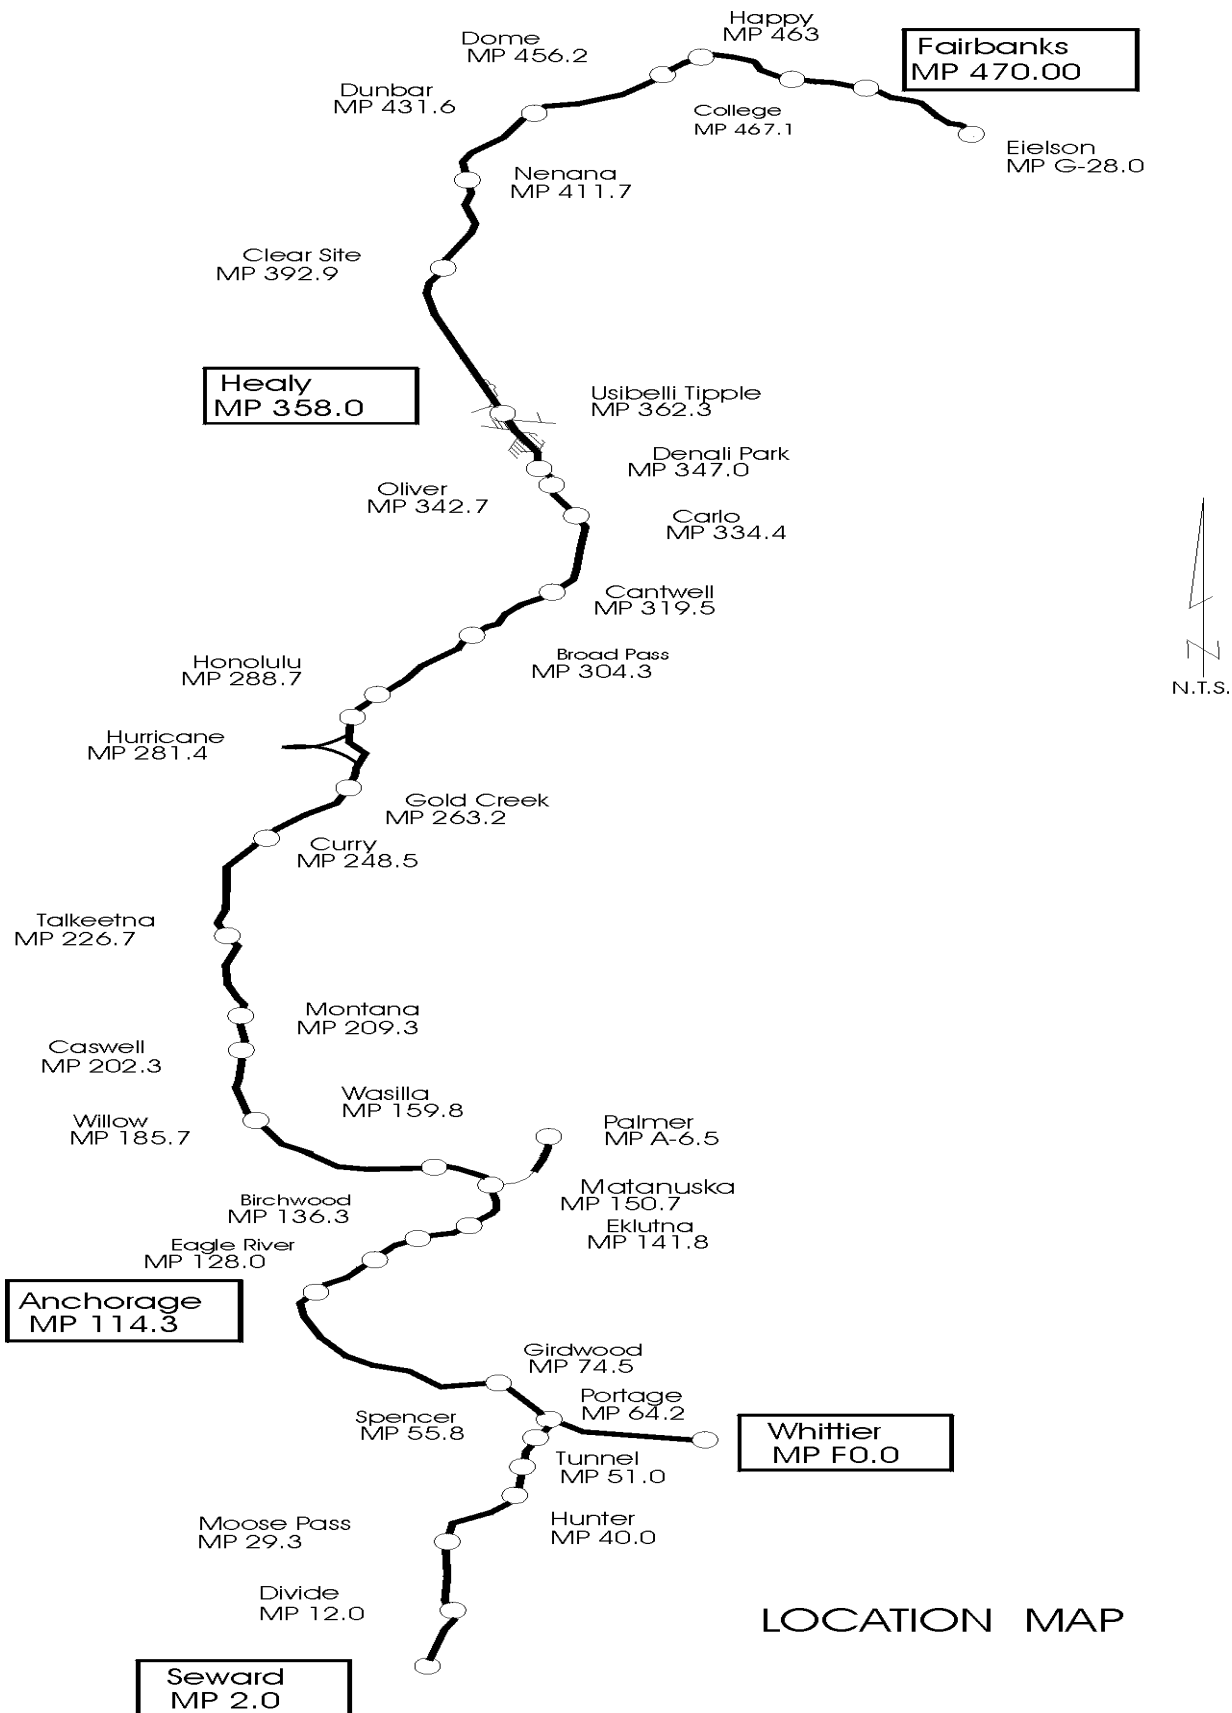 Happy
MP 463
Dome
MP 456.2
Fairbanks
MP 470.00
Dunbar
MP 431.6
College
MP 467.1
Eielson
MP G-28.0
Nenana
MP 411.7
Clear Site
MP 392.9
Healy
MP 358.0
Usibelli Tipple
MP 362.3
Denali Park
MP 347.0
Oliver
MP 342.7
Carlo
MP 334.4
Cantwell
MP 319.5
Broad Pass
MP 304.3
Honolulu
MP 288.7
N
N.T.S.
Hurricane
MP 281.4
Gold Creek
MP 263.2
Curry
MP 248.5
Talkeetna
MP 226.7
Montana
MP 209.3
Caswell
MP 202.3
Wasilla
MP 159.8
Willow
MP 185.7
Palmer
MP A-6.5
Matanuska
MP 150.7
Birchwood
MP 136.3
Eklutna
MP 141.8
Eagle River
MP 128.0
Anchorage
MP 114.3
Girdwood
MP 74.5
Portage
MP 64.2
Spencer
MP 55.8
Whittier
MP F0.0
Tunnel
MP 51.0
Hunter
MP 40.0
Moose Pass
MP 29.3
Divide
MP 12.0
LOCATION MAP
Seward
MP 2.0